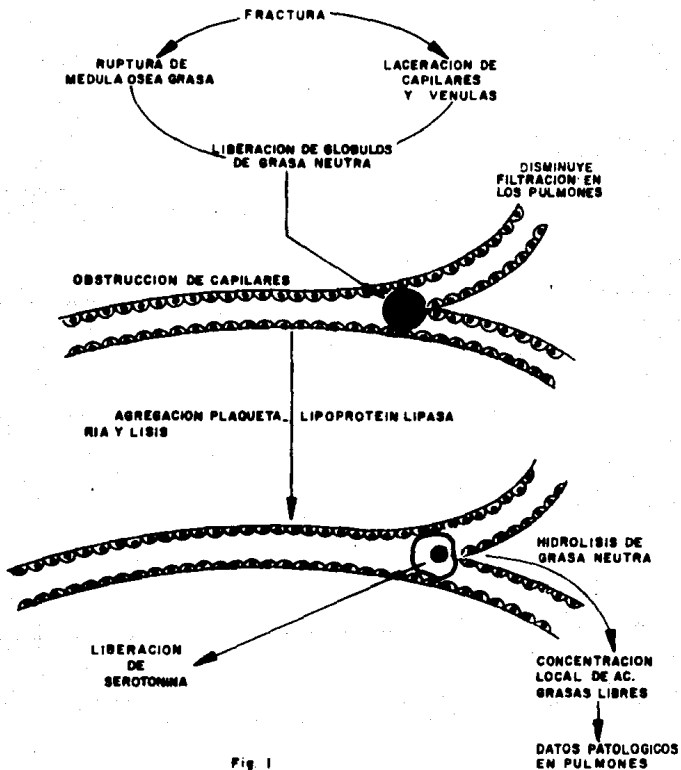 FRACTURA
RUPTURA DE
MEDULA OSEA GRASA
LACERACION DE
CAPILARES
Y VENULAS
LIBERACION DE GLOBULOS
DE GRASA NEUTRA
DISMINUYE
FILTRACION EN
LOS PULMONES
OBSTRUCCION DE CAPILARES
AGREGACION PLAQUETA_
RIA Y LISIS
LIPOPROTEIN LIPASA
HIDROLISIS DE
GRASA NEUTRA
LIBERACION
DE
SEROTONINA
CONCENTRACION
LOCAL DE AC.
GRASAS LIBRES
DATOS PATOLOGICOS
EN PULMONES
Fig. I